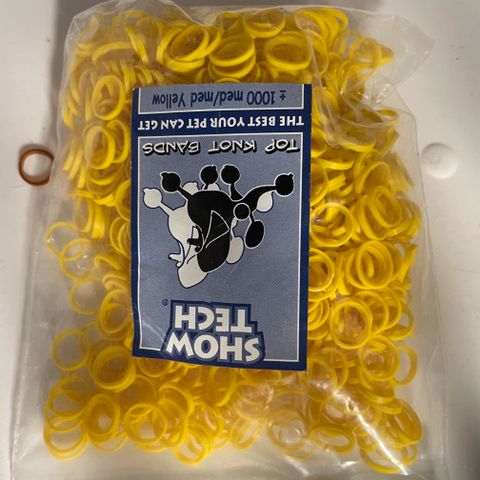 SHOW
TECH®
TOP KNOT BANDS
THE BEST YOUR PET CAN GET
± 1000 med/med Yellow